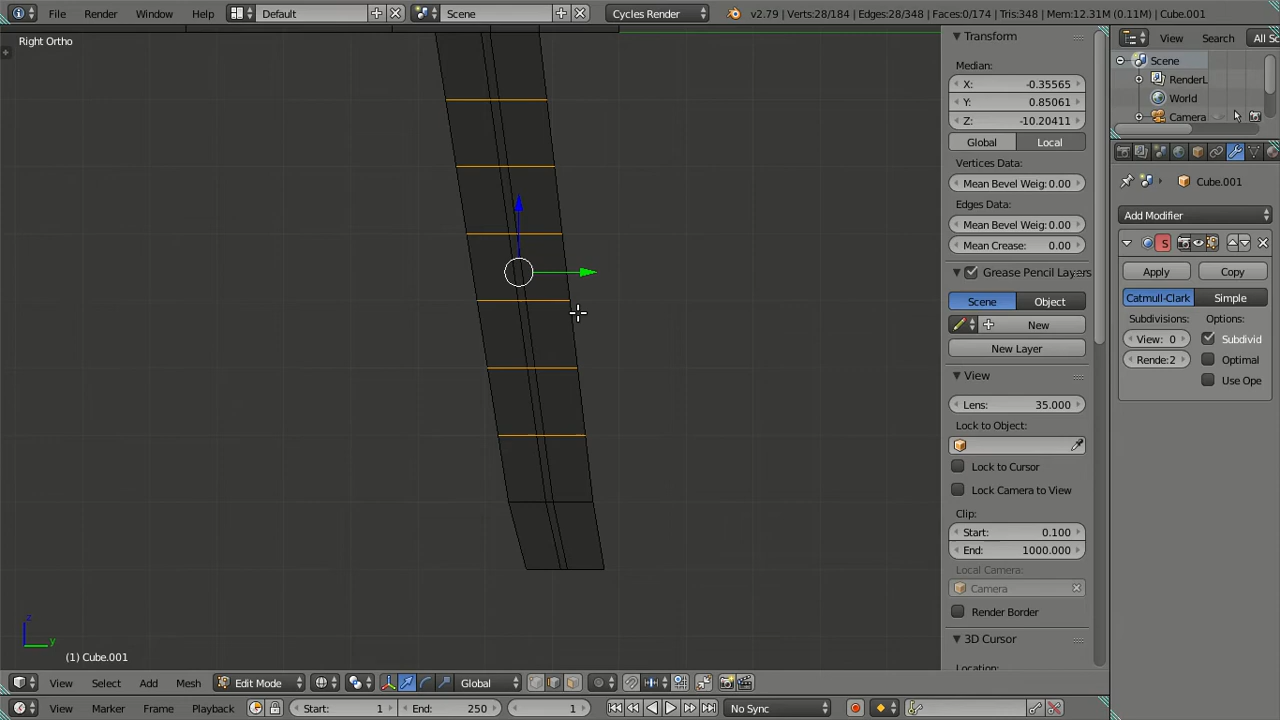 File Render Window Help Default Scene Cycles Render v2.79 | Verts:28/184 | Edges:28/348 | Faces:0/174 | Tris:348 | Mem:12.31M (0.11M) | Cube.001
Right Ortho
Transform
Median:
X: -0.35565
Y: 0.85061
Z: -10.20411
Global Local
Vertices Data:
Mean Bevel Weig: 0.00
Edges Data:
Mean Bevel Weig: 0.00
Mean Crease: 0.00
Grease Pencil Layers
Scene Object
New
New Layer
View
Lens: 35.000
Lock to Object:
Lock to Cursor
Lock Camera to View
Clip:
Start: 0.100
End: 1000.000
Local Camera:
Camera
Render Border
3D Cursor
Location:
View Search All Sc
Scene
RenderL
World
Camera
Cube.001
Add Modifier
S
Apply Copy
Catmull-Clark Simple
Subdivisions: Options:
View: 0 Subdivid
Rende: 2 Optimal
Use Ope
z
y
(1) Cube.001
View Select Add Mesh Edit Mode Global
View Marker Frame Playback Start: 1 End: 250 1 No Sync